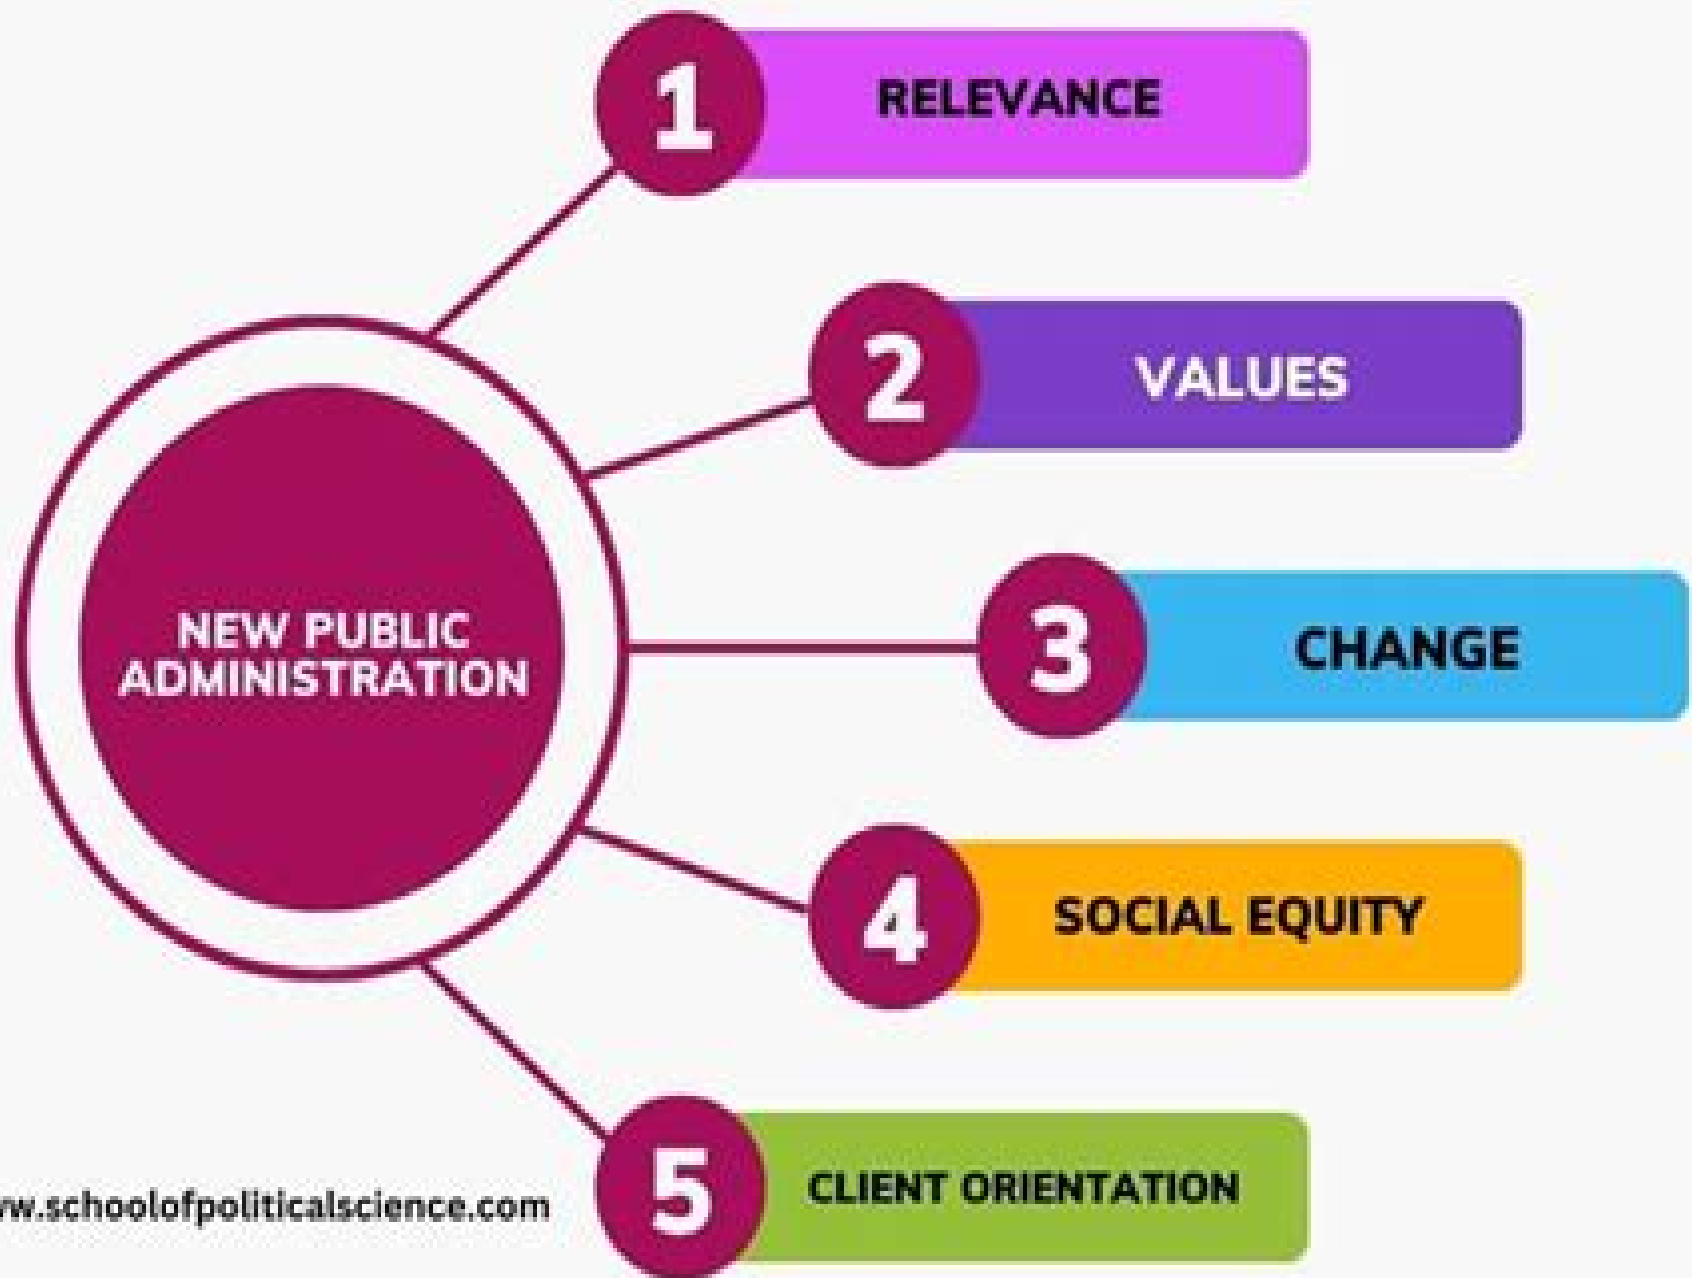 1
RELEVANCE
2
VALUES
NEW PUBLIC
ADMINISTRATION
3
CHANGE
4
SOCIAL EQUITY
5
CLIENT ORIENTATION
w.schoolofpoliticalscience.com